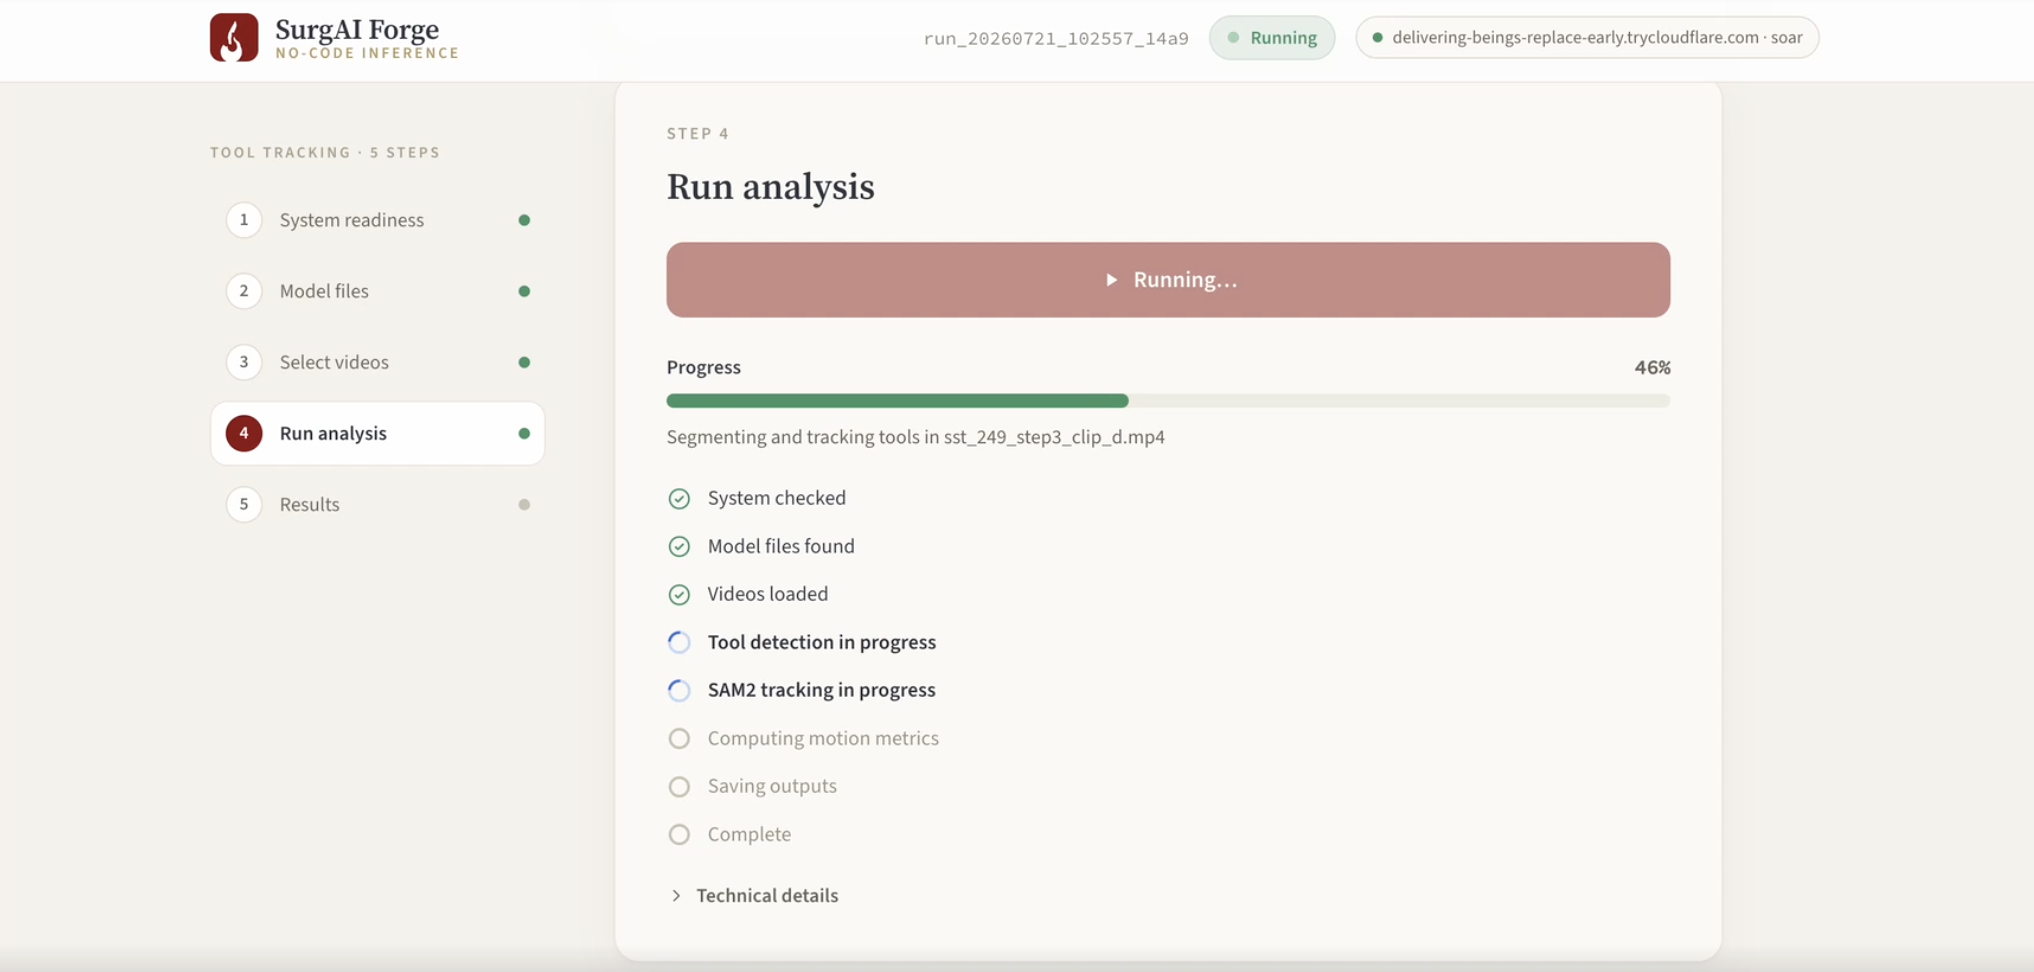 SurgAI Forge
NO-CODE INFERENCE
run_20260721_102557_14a9
Running
delivering-beings-replace-early.trycloudflare.com · soar
TOOL TRACKING · 5 STEPS
1 System readiness
2 Model files
3 Select videos
4 Run analysis
5 Results
STEP 4
Run analysis
Running...
Progress 46%
Segmenting and tracking tools in sst_249_step3_clip_d.mp4
System checked
Model files found
Videos loaded
Tool detection in progress
SAM2 tracking in progress
Computing motion metrics
Saving outputs
Complete
Technical details